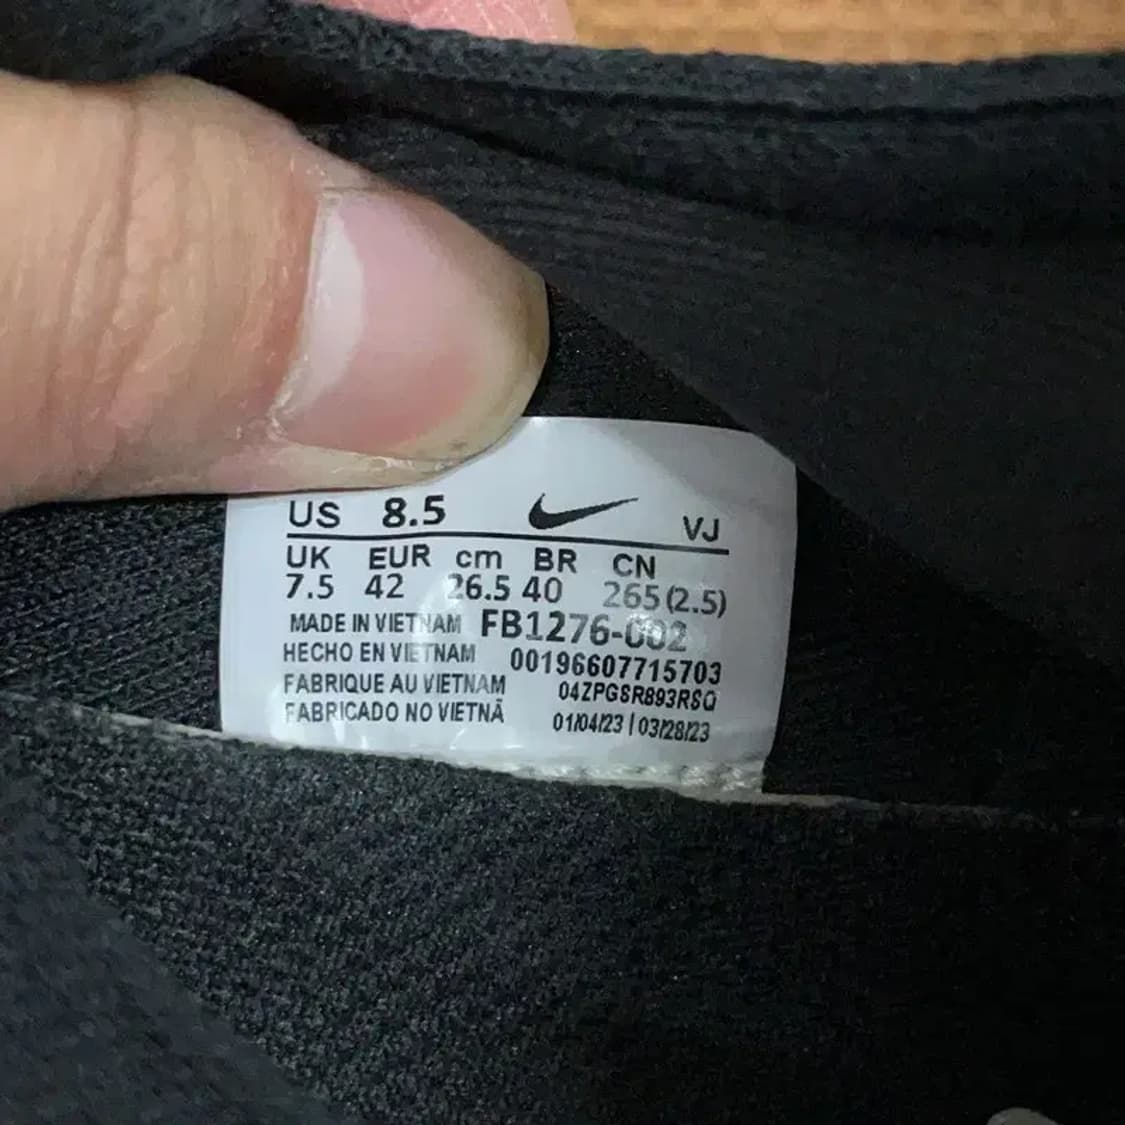 US 8.5 VJ
UK EUR cm BR CN
7.5 42 26.5 40 265(2.5)
MADE IN VIETNAM FB1276-002
HECHO EN VIETNAM 00196607715703
FABRIQUE AU VIETNAM 04ZPGSR893RSQ
FABRICADO NO VIETNÃ 01/04/23 | 03/28/23